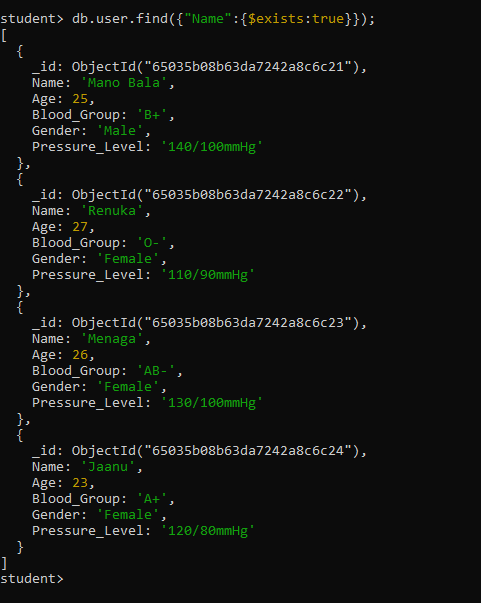 student> db.user.find({"Name":{$exists:true}});
[
  {
    _id: ObjectId("65035b08b63da7242a8c6c21"),
    Name: 'Mano Bala',
    Age: 25,
    Blood_Group: 'B+',
    Gender: 'Male',
    Pressure_Level: '140/100mmHg'
  },
  {
    _id: ObjectId("65035b08b63da7242a8c6c22"),
    Name: 'Renuka',
    Age: 27,
    Blood_Group: 'O-',
    Gender: 'Female',
    Pressure_Level: '110/90mmHg'
  },
  {
    _id: ObjectId("65035b08b63da7242a8c6c23"),
    Name: 'Menaga',
    Age: 26,
    Blood_Group: 'AB-',
    Gender: 'Female',
    Pressure_Level: '130/100mmHg'
  },
  {
    _id: ObjectId("65035b08b63da7242a8c6c24"),
    Name: 'Jaanu',
    Age: 23,
    Blood_Group: 'A+',
    Gender: 'Female',
    Pressure_Level: '120/80mmHg'
  }
]
student>